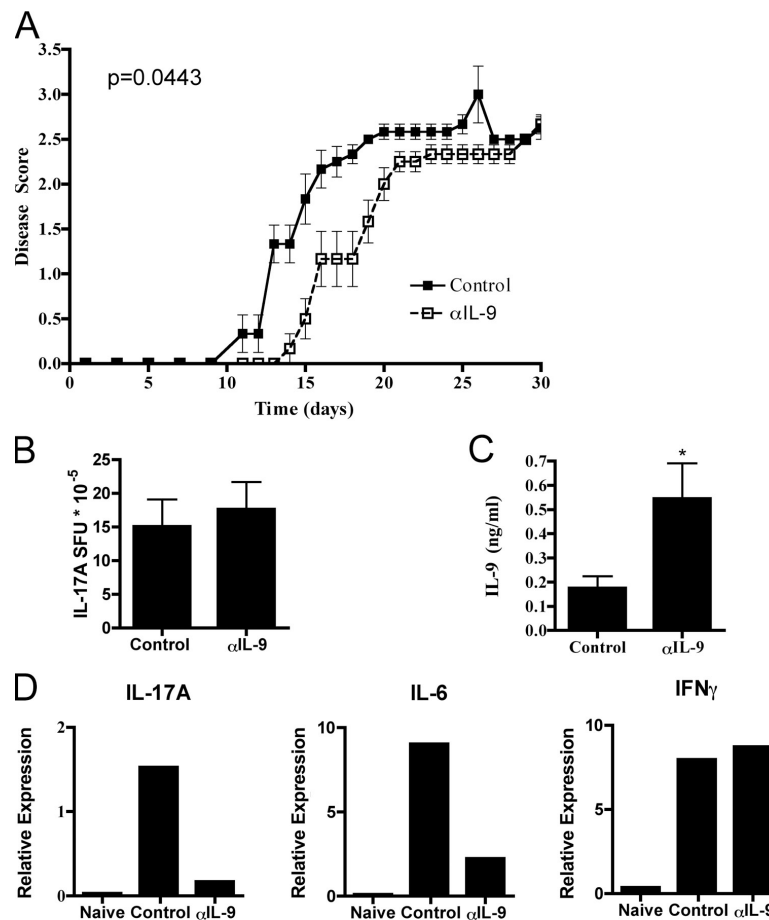 A
p=0.0443
3.5
3.0
2.5
2.0
1.5
1.0
0.5
0.0
Disease Score
0 5 10 15 20 25 30
Time (days)
Control
αIL-9
B
25
20
15
10
5
0
IL-17A SFU * 10-5
Control αIL-9
C
*
0.7
0.6
0.5
0.4
0.3
0.2
0.1
0.0
IL-9 (ng/ml)
Control αIL-9
D
IL-17A
2
1
0
Relative Expression
Naive Control αIL-9
IL-6
10
5
0
Relative Expression
Naive Control αIL-9
IFNγ
10
5
0
Relative Expression
Naive Control αIL-9